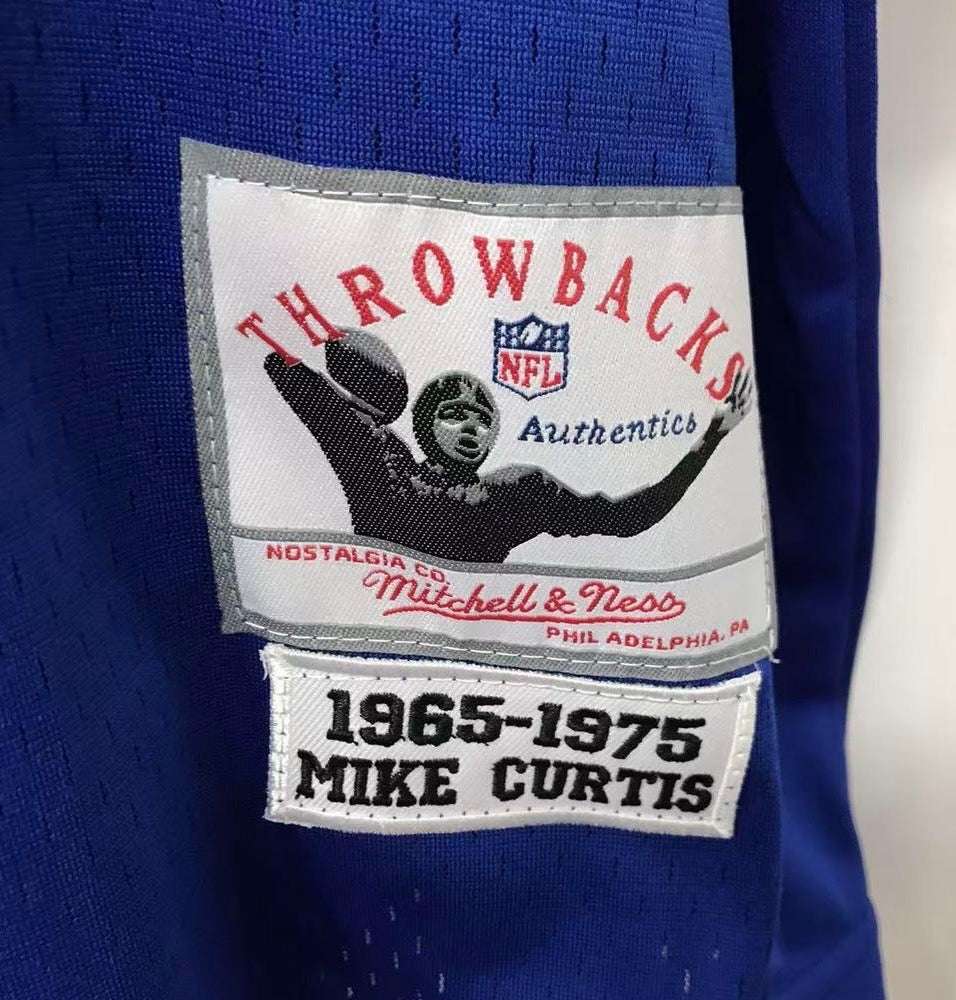 THROWBACKS
NFL
Authentics
NOSTALGIA CO.
Mitchell & Ness
PHILADELPHIA, PA
1965-1975
MIKE CURTIS